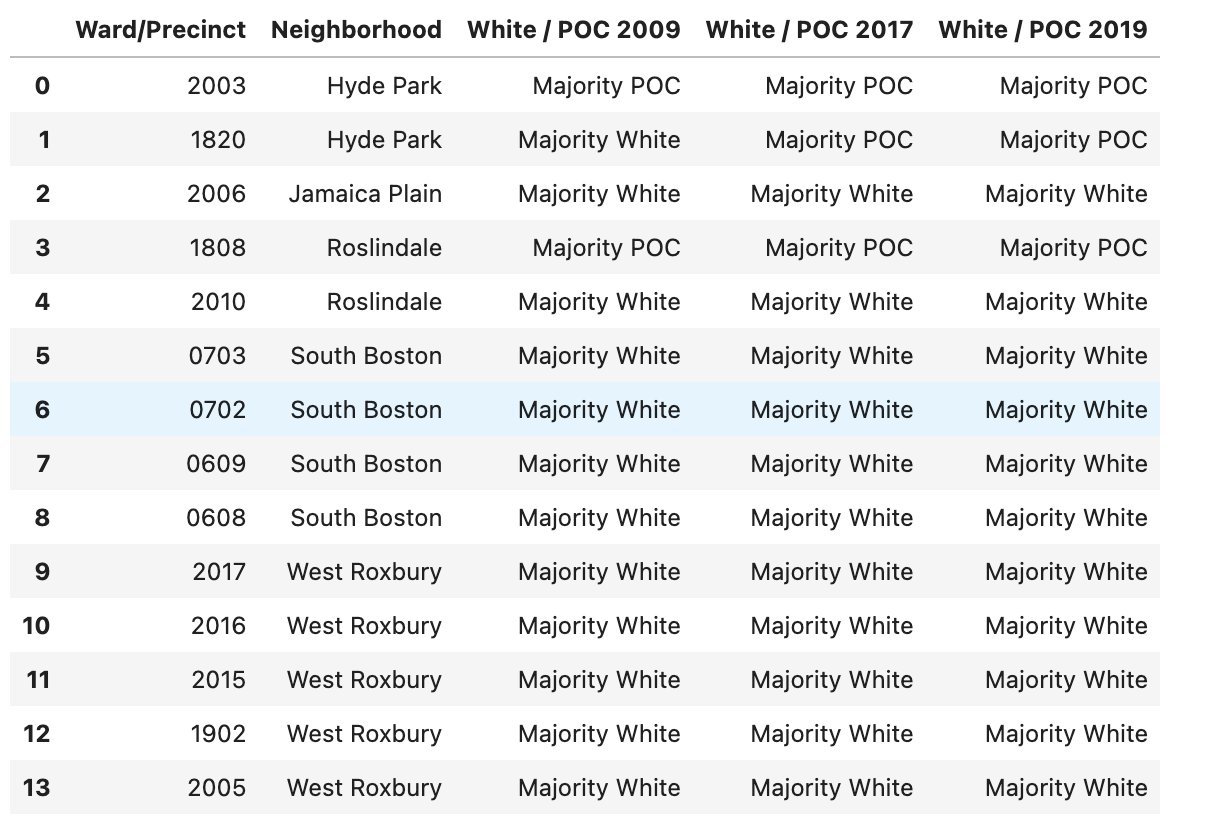 Ward/Precinct Neighborhood White / POC 2009 White / POC 2017 White / POC 2019
0 2003 Hyde Park Majority POC Majority POC Majority POC
1 1820 Hyde Park Majority White Majority POC Majority POC
2 2006 Jamaica Plain Majority White Majority White Majority White
3 1808 Roslindale Majority POC Majority POC Majority POC
4 2010 Roslindale Majority White Majority White Majority White
5 0703 South Boston Majority White Majority White Majority White
6 0702 South Boston Majority White Majority White Majority White
7 0609 South Boston Majority White Majority White Majority White
8 0608 South Boston Majority White Majority White Majority White
9 2017 West Roxbury Majority White Majority White Majority White
10 2016 West Roxbury Majority White Majority White Majority White
11 2015 West Roxbury Majority White Majority White Majority White
12 1902 West Roxbury Majority White Majority White Majority White
13 2005 West Roxbury Majority White Majority White Majority White